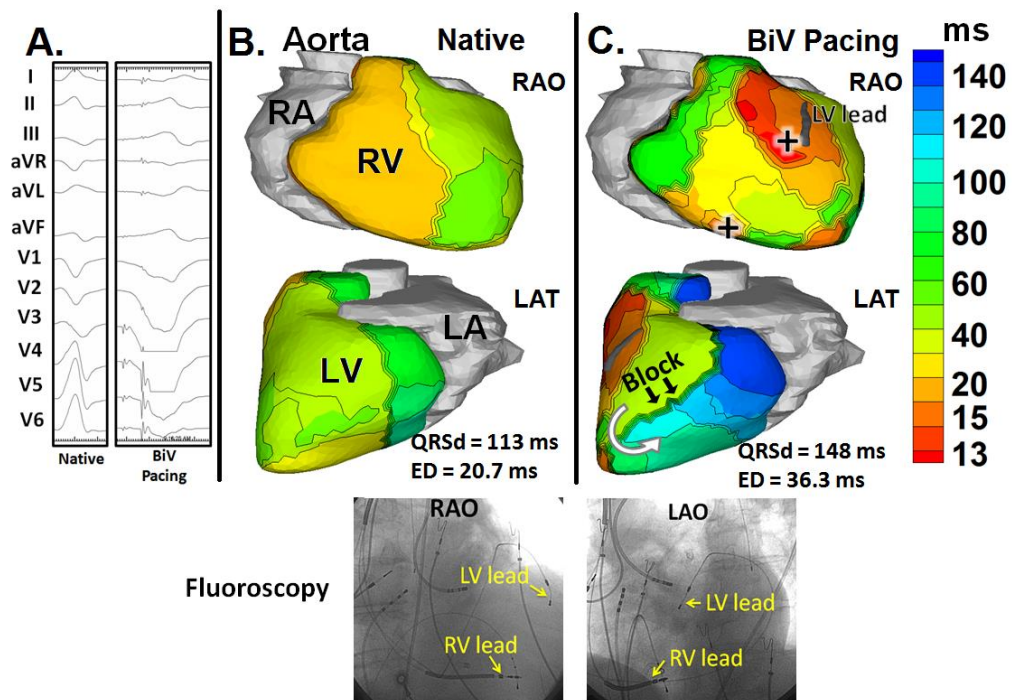 A.
I
II
III
aVR
aVL
aVF
V1
V2
V3
V4
V5
V6
Native
BiV
Pacing
B.
Aorta
Native
RAO
RA
RV
LAT
LA
LV
QRSd = 113 ms
ED = 20.7 ms
C.
BiV Pacing
RAO
LV lead
+
+
LAT
Block
QRSd = 148 ms
ED = 36.3 ms
ms
140
120
100
80
60
40
20
15
13
Fluoroscopy
RAO
LV lead
RV lead
LAO
LV lead
RV lead